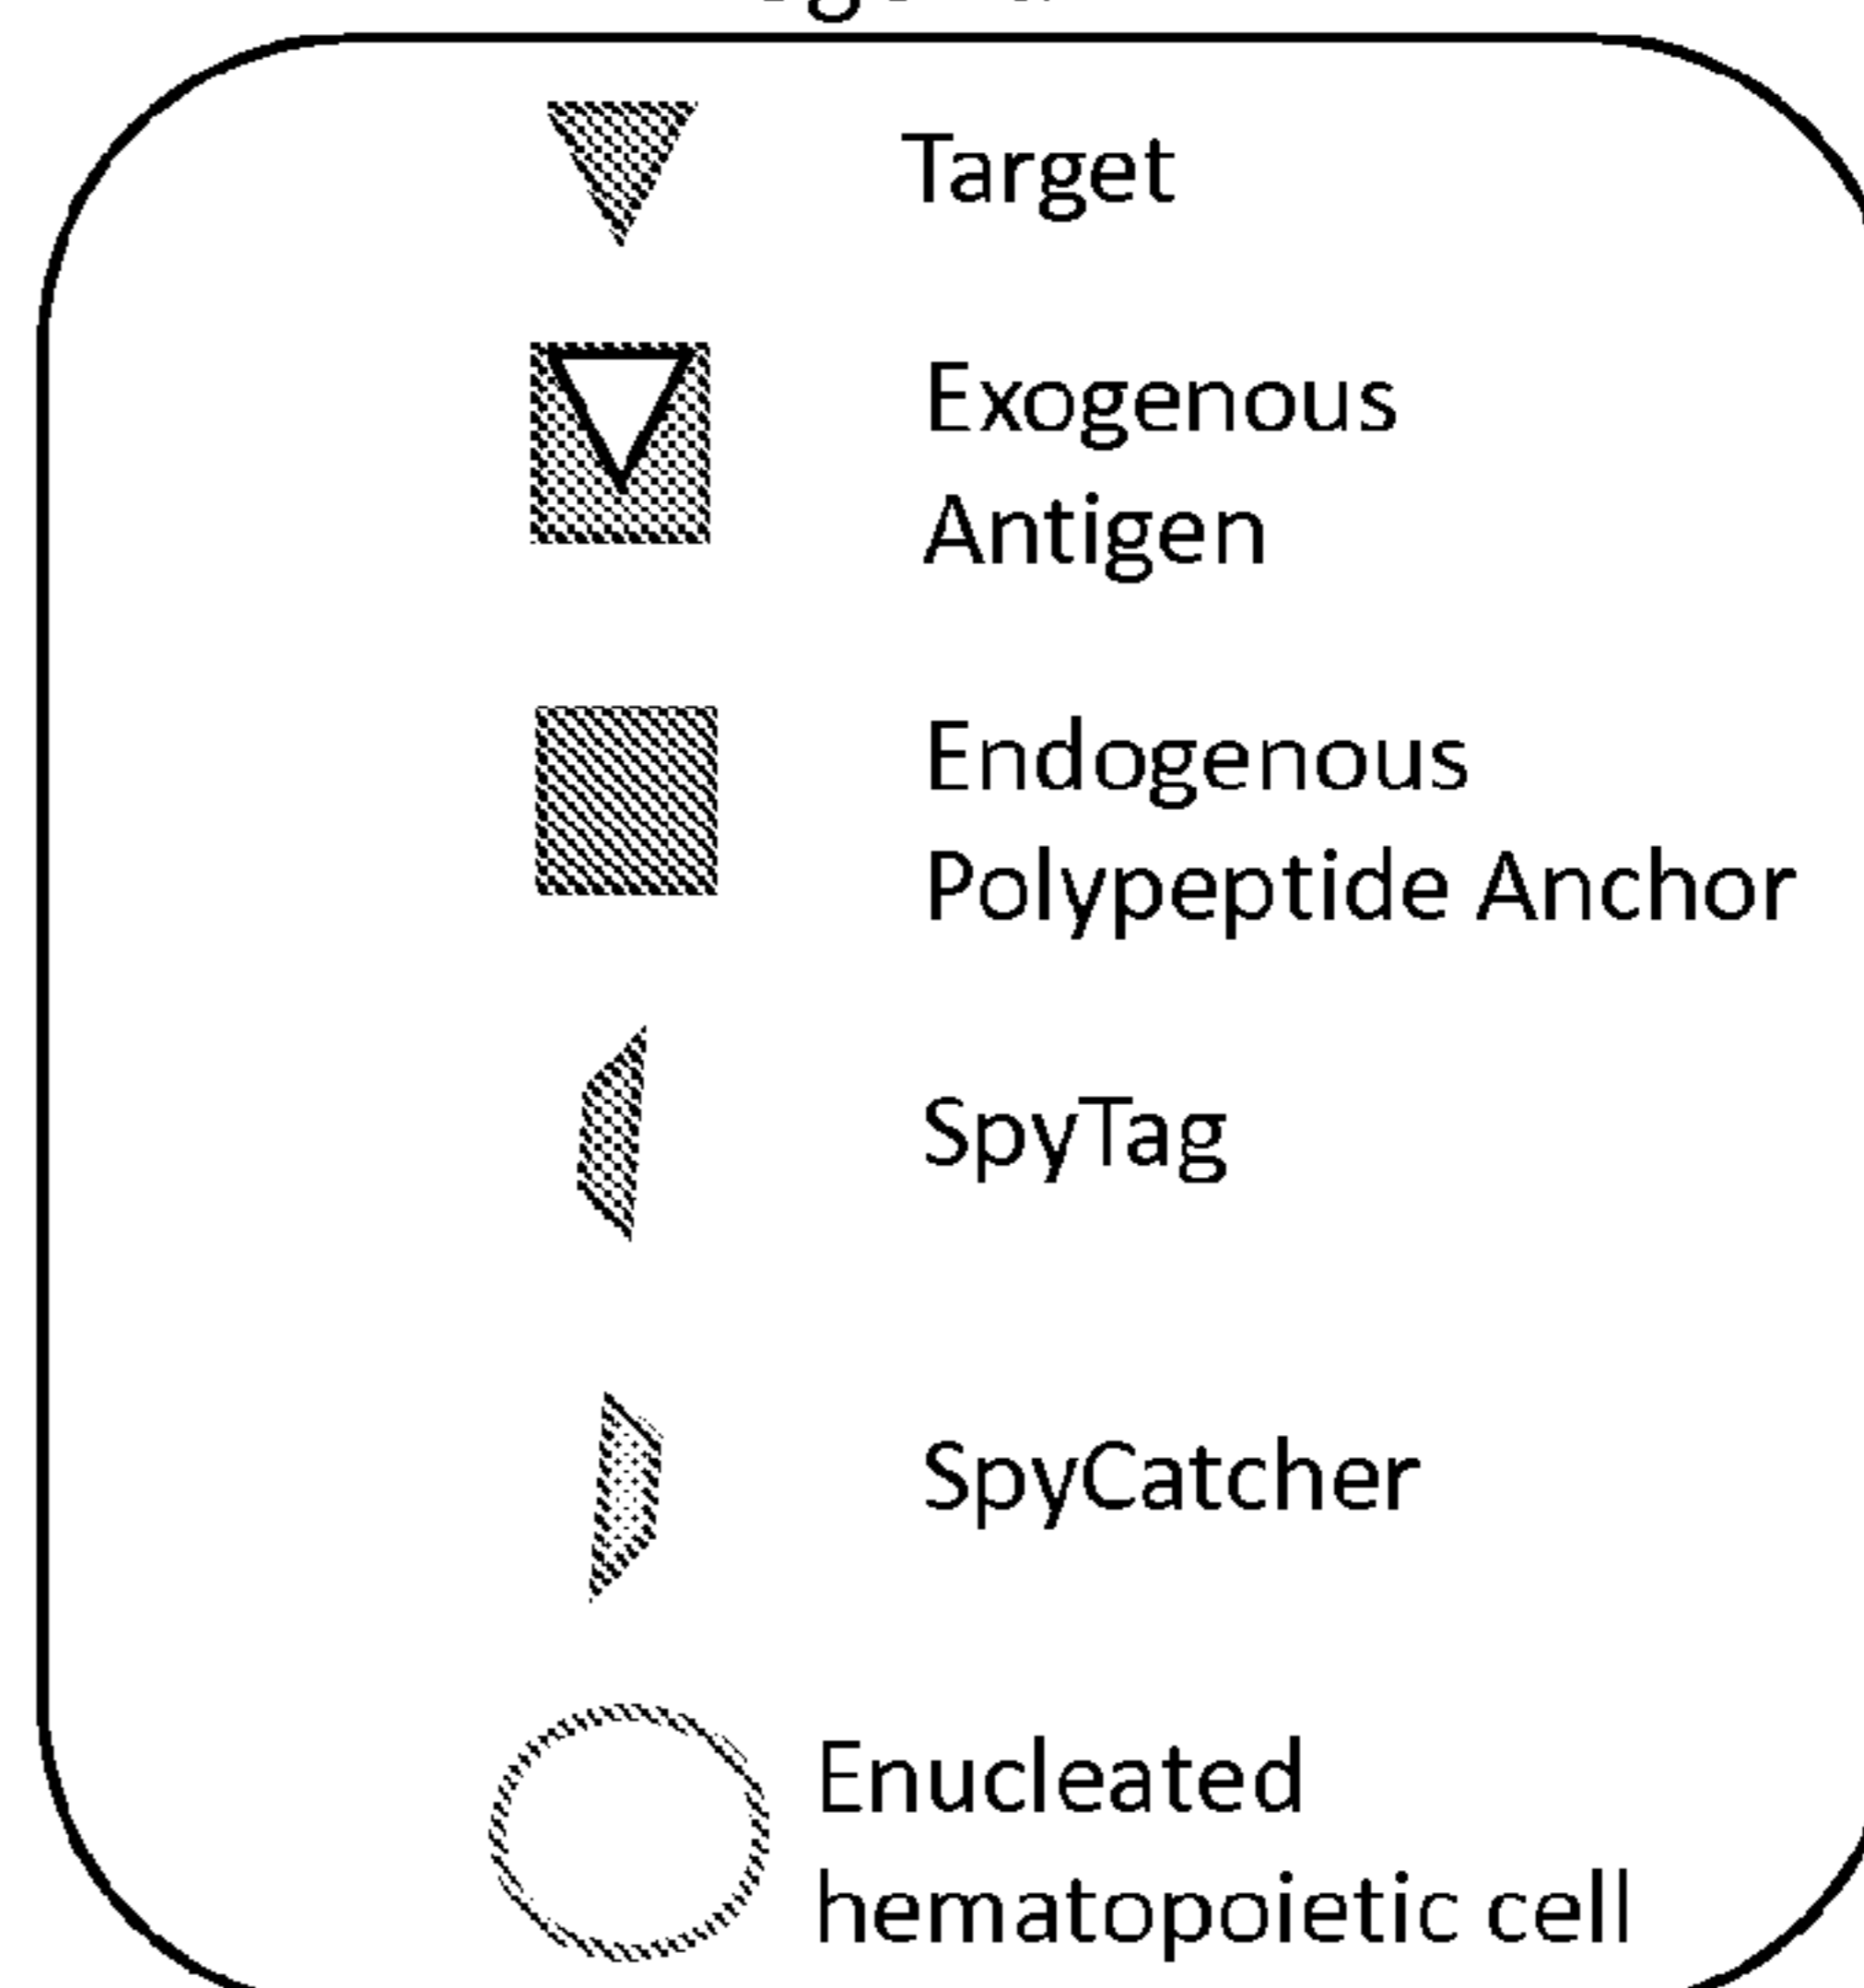 Target
Exogenous
Antigen
Endogenous
Polypeptide Anchor
SpyTag
SpyCatcher
Enucleated
hematopoietic cell